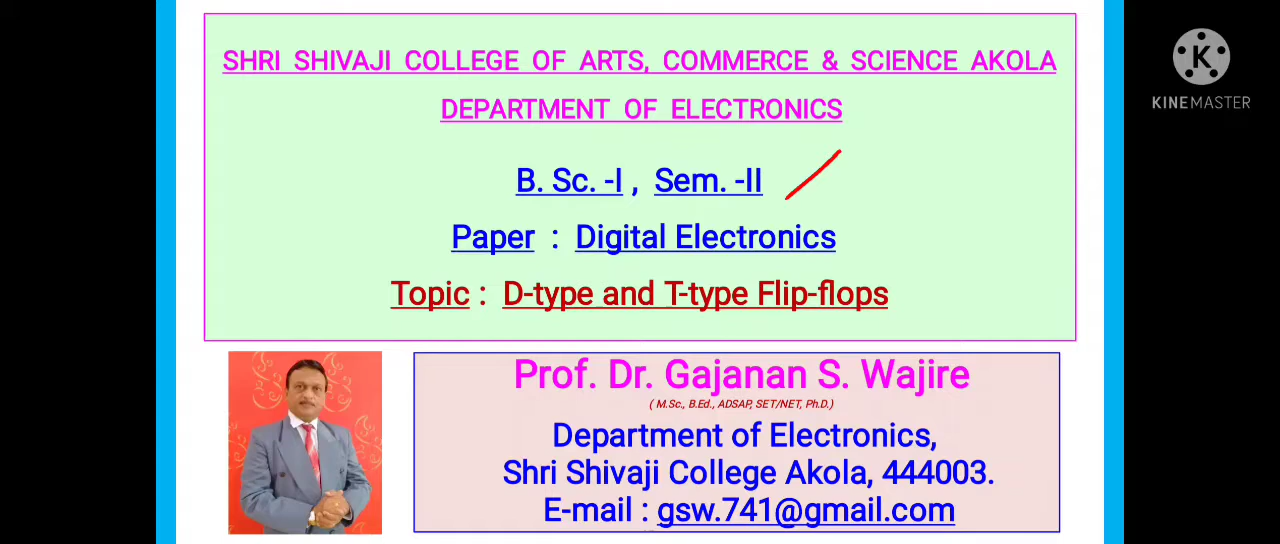 SHRI SHIVAJI COLLEGE OF ARTS, COMMERCE & SCIENCE AKOLA
DEPARTMENT OF ELECTRONICS
B. Sc. -I , Sem. -II
Paper : Digital Electronics
Topic : D-type and T-type Flip-flops
Prof. Dr. Gajanan S. Wajire
( M.Sc., B.Ed., ADSAP, SET/NET, Ph.D.)
Department of Electronics,
Shri Shivaji College Akola, 444003.
E-mail : gsw.741@gmail.com
K
KINEMASTER